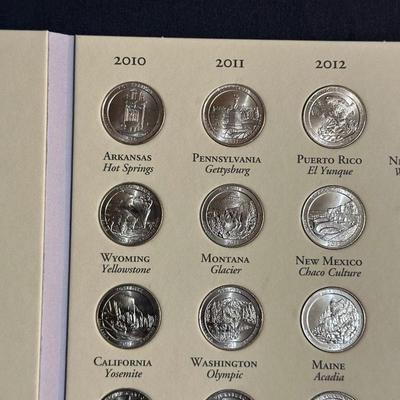 2010 2011 2012
ARKANSAS PENNSYLVANIA PUERTO RICO
Hot Springs Gettysburg El Yunque
WYOMING MONTANA NEW MEXICO
Yellowstone Glacier Chaco Culture
CALIFORNIA WASHINGTON MAINE
Yosemite Olympic Acadia